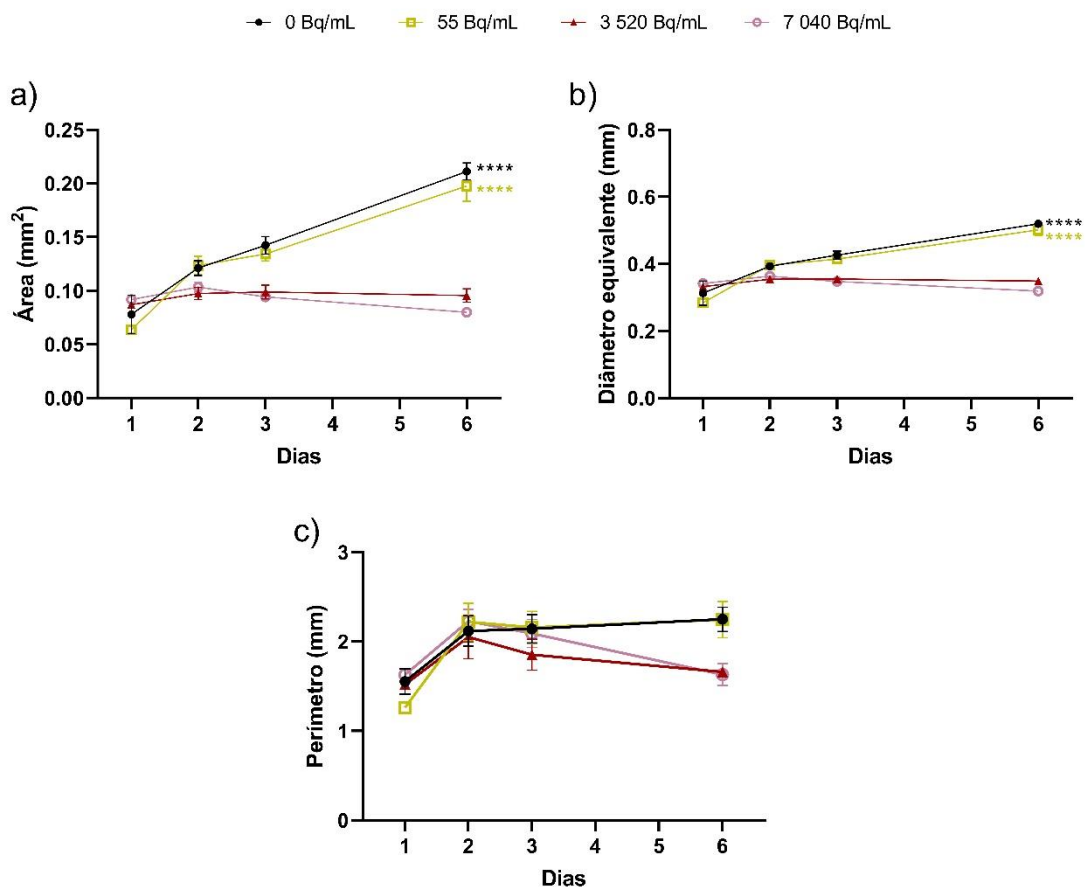 0 Bq/mL 55 Bq/mL 3 520 Bq/mL 7 040 Bq/mL
a)
Área (mm²)
0.25
0.20
0.15
0.10
0.05
0.00
1 2 3 4 5 6
Dias
****
****
b)
Diâmetro equivalente (mm)
0.8
0.6
0.4
0.2
0.0
1 2 3 4 5 6
Dias
****
****
c)
Perímetro (mm)
3
2
1
0
1 2 3 4 5 6
Dias